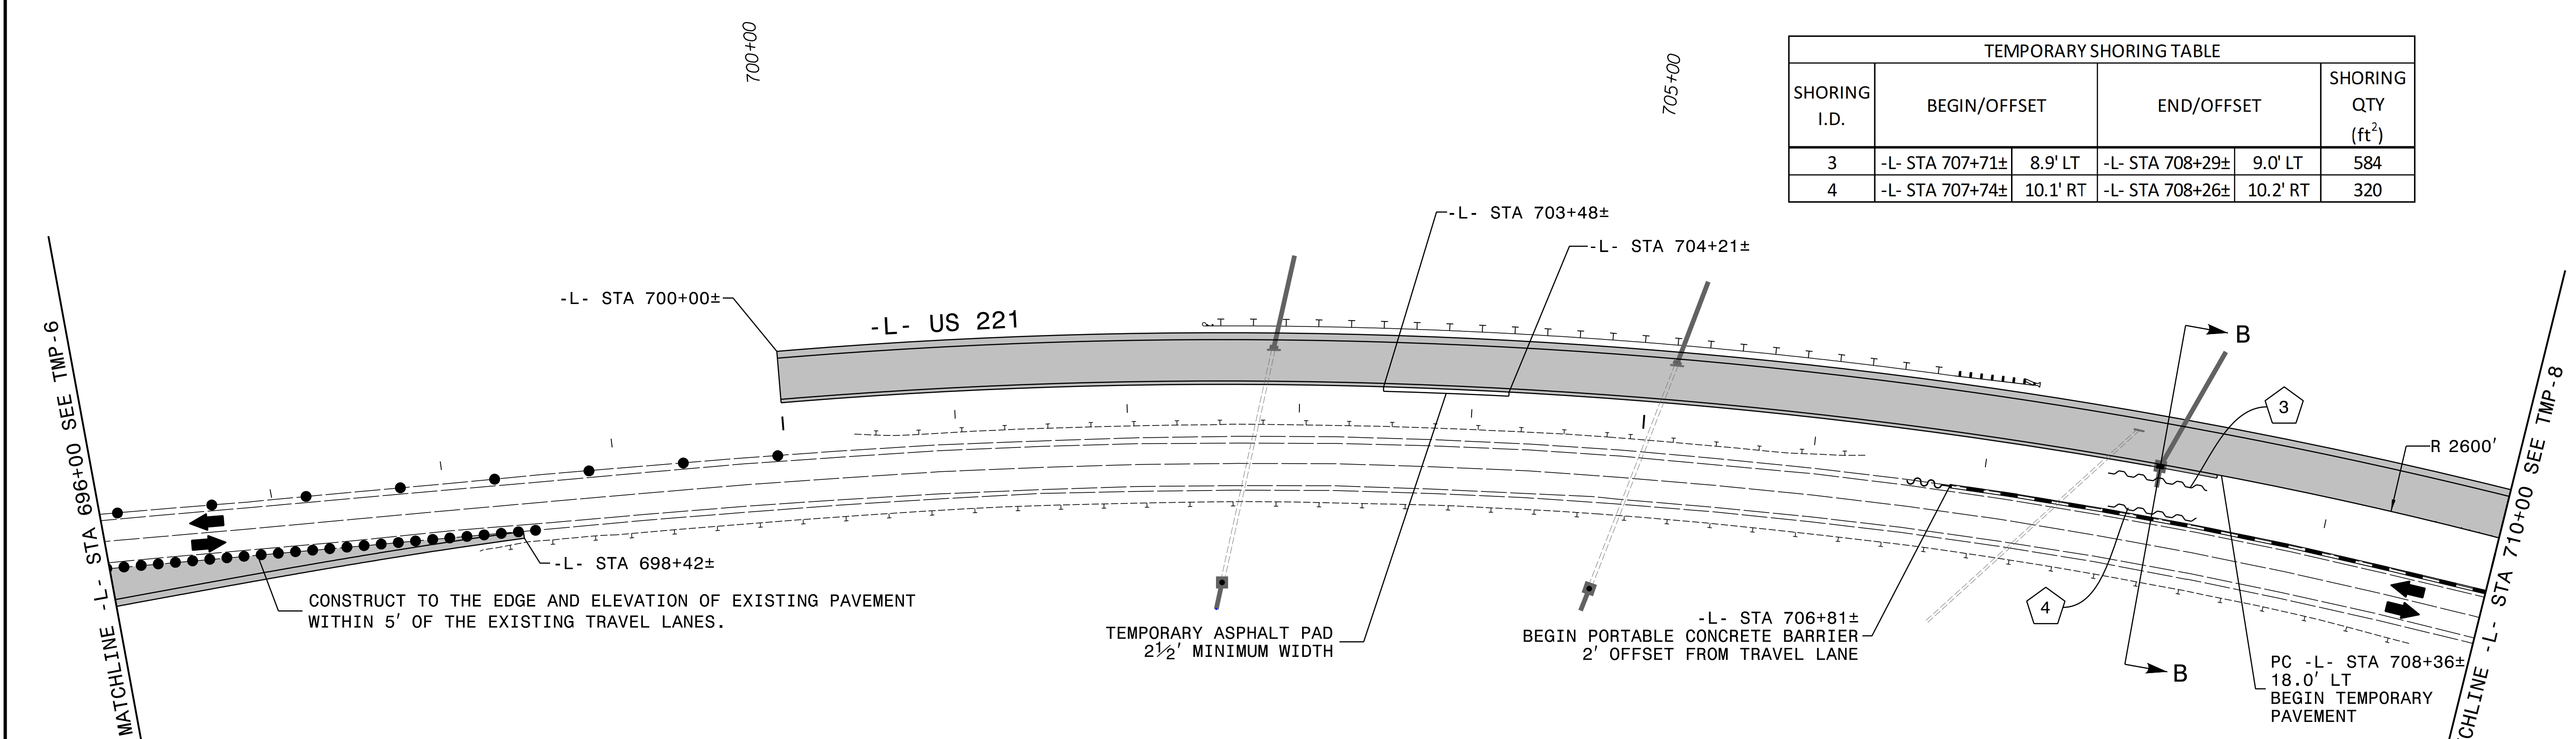 700+00
705+00
TEMPORARY SHORING TABLE
SHORING I.D. BEGIN/OFFSET END/OFFSET SHORING QTY (ft²)
3 -L- STA 707+71± 8.9' LT -L- STA 708+29± 9.0' LT 584
4 -L- STA 707+74± 10.1' RT -L- STA 708+26± 10.2' RT 320
-L- STA 703+48±
-L- STA 704+21±
-L- STA 700+00±
-L- US 221
B
3
R 2600'
MATCHLINE -L- STA 696+00 SEE TMP-6
-L- STA 698+42±
CONSTRUCT TO THE EDGE AND ELEVATION OF EXISTING PAVEMENT
WITHIN 5' OF THE EXISTING TRAVEL LANES.
TEMPORARY ASPHALT PAD
2½' MINIMUM WIDTH
-L- STA 706+81±
BEGIN PORTABLE CONCRETE BARRIER
2' OFFSET FROM TRAVEL LANE
4
B
PC -L- STA 708+36±
18.0' LT
BEGIN TEMPORARY
PAVEMENT
CHLINE -L- STA 710+00 SEE TMP-8